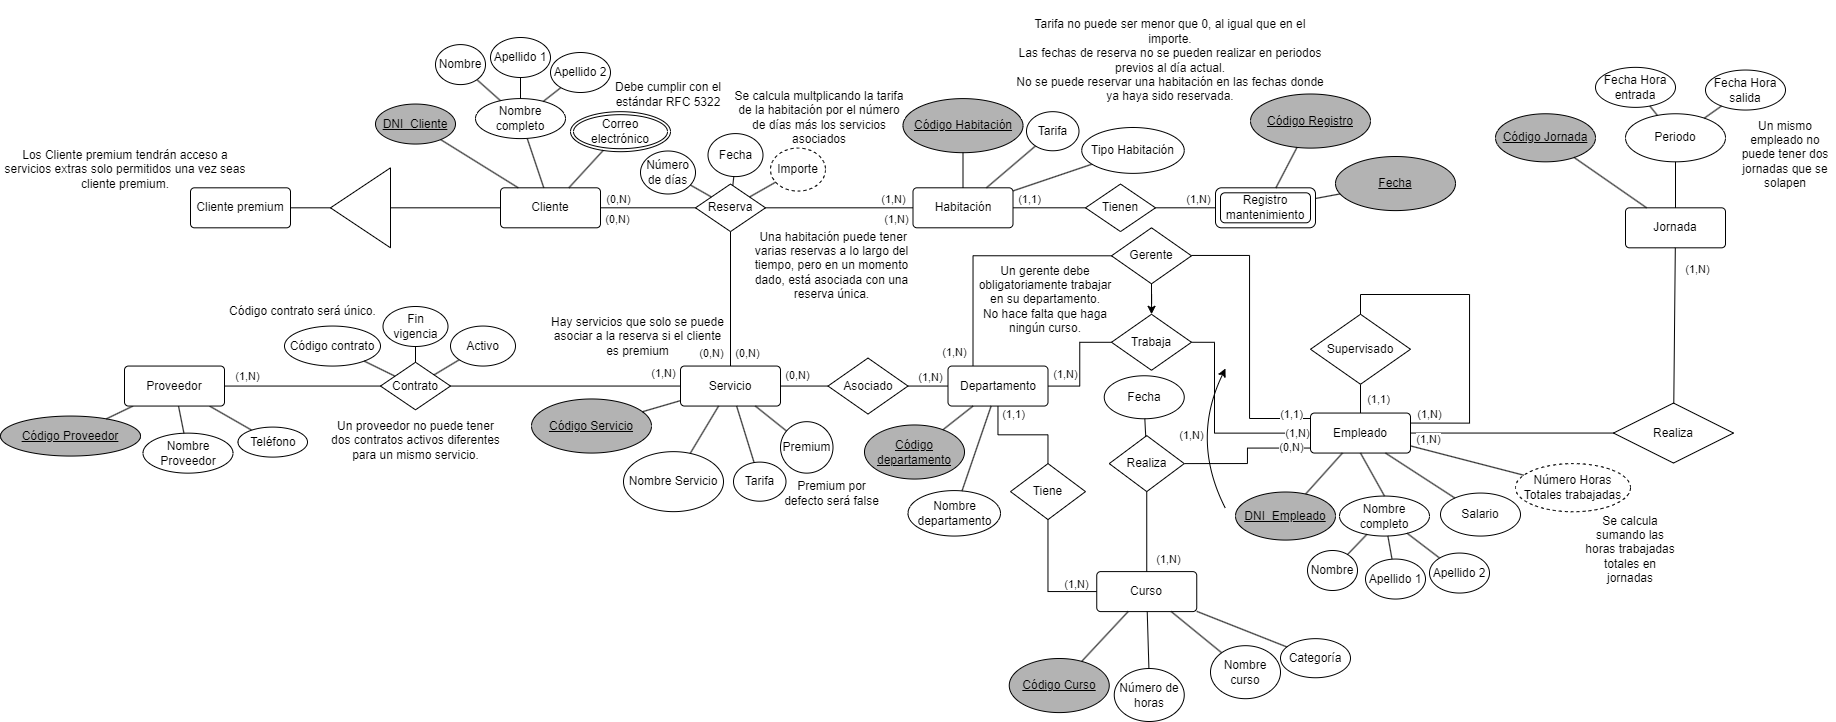 Tarifa no puede ser menor que 0, al igual que en el
importe.
Las fechas de reserva no se pueden realizar en periodos
previos al día actual.
No se puede reservar una habitación en las fechas donde
ya haya sido reservada.
Nombre
Apellido 1
Apellido 2
Nombre
completo
DNI_Cliente
Debe cumplir con el
estándar RFC 5322
Correo
electrónico
Se calcula multplicando la tarifa
de la habitación por el número
de días más los servicios
asociados
Número
de días
Fecha
Importe
Código Habitación
Tarifa
Tipo Habitación
Código Registro
Fecha
Fecha Hora
entrada
Fecha Hora
salida
Código Jornada
Periodo
Un mismo
empleado no
puede tener dos
jornadas que se
solapen
Los Cliente premium tendrán acceso a
servicios extras solo permitidos una vez seas
cliente premium.
Cliente premium
Cliente
(0,N)
(0,N)
Reserva
(1,N)
(1,N)
Habitación
(1,1)
Tienen
(1,N)
Registro
mantenimiento
Jornada
(1,N)
Una habitación puede tener
varias reservas a lo largo del
tiempo, pero en un momento
dado, está asociada con una
reserva única.
Gerente
Un gerente debe
obligatoriamente trabajar
en su departamento.
No hace falta que haga
ningún curso.
Código contrato será único.
Código contrato
Fin
vigencia
Activo
Hay servicios que solo se puede
asociar a la reserva si el cliente
es premium
(0,N)
(0,N)
(1,N)
Trabaja
Supervisado
Proveedor
(1,N)
Contrato
(1,N)
Servicio
(0,N)
Asociado
(1,N)
Departamento
(1,N)
Fecha
(1,1)
(1,1)
(1,1)
(1,N)
Código Proveedor
Nombre
Proveedor
Teléfono
Un proveedor no puede tener
dos contratos activos diferentes
para un mismo servicio.
Código Servicio
Nombre Servicio
Tarifa
Premium
Premium por
defecto será false
Código
departamento
Nombre
departamento
Tiene
Realiza
(1,N)
(1,N)
(0,N)
Empleado
(1,N)
Realiza
DNI_Empleado
Nombre
completo
Salario
Número Horas
Totales trabajadas
Se calcula
sumando las
horas trabajadas
totales en
jornadas
Nombre
Apellido 1
Apellido 2
(1,N)
(1,N)
Curso
Código Curso
Número de
horas
Nombre
curso
Categoría